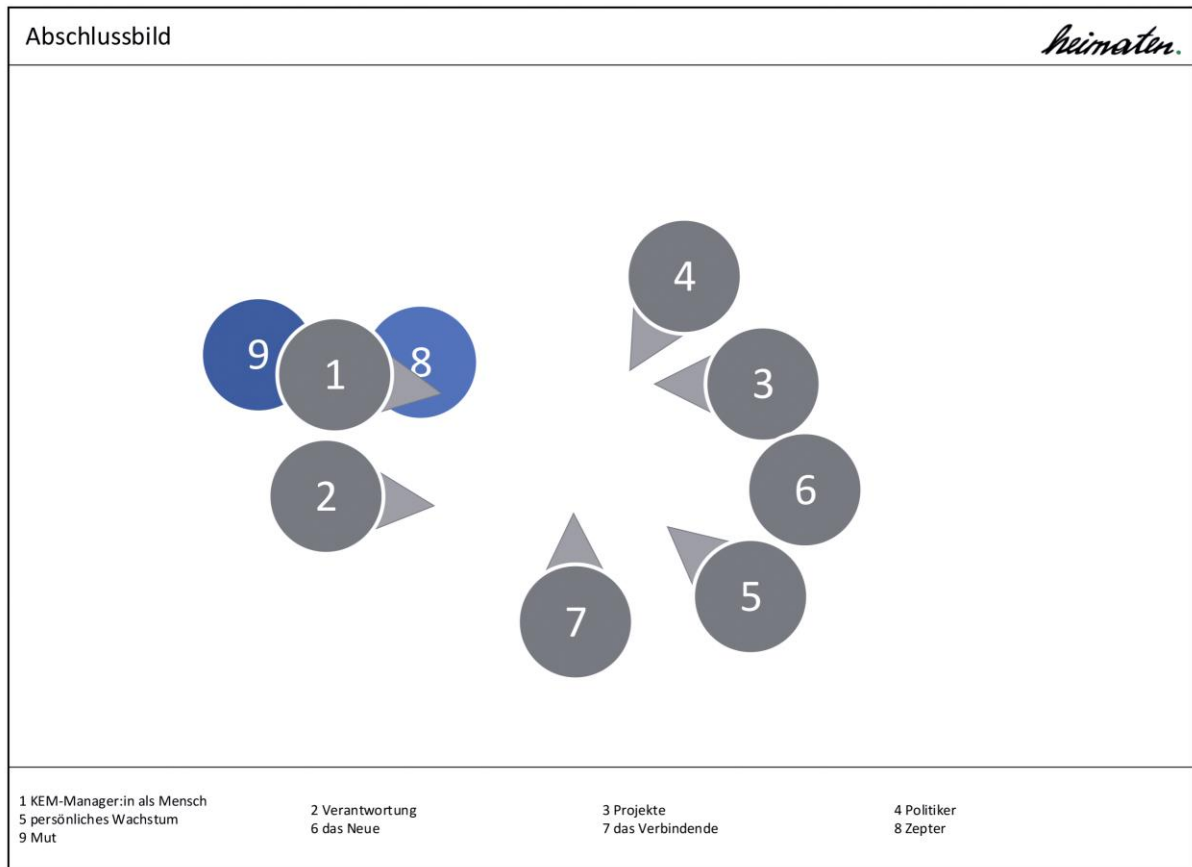 Abschlussbild
heimaten.
4
9
1
8
3
2
6
5
7
1 KEM-Manager:in als Mensch
5 persönliches Wachstum
9 Mut
2 Verantwortung
6 das Neue
3 Projekte
7 das Verbindende
4 Politiker
8 Zepter